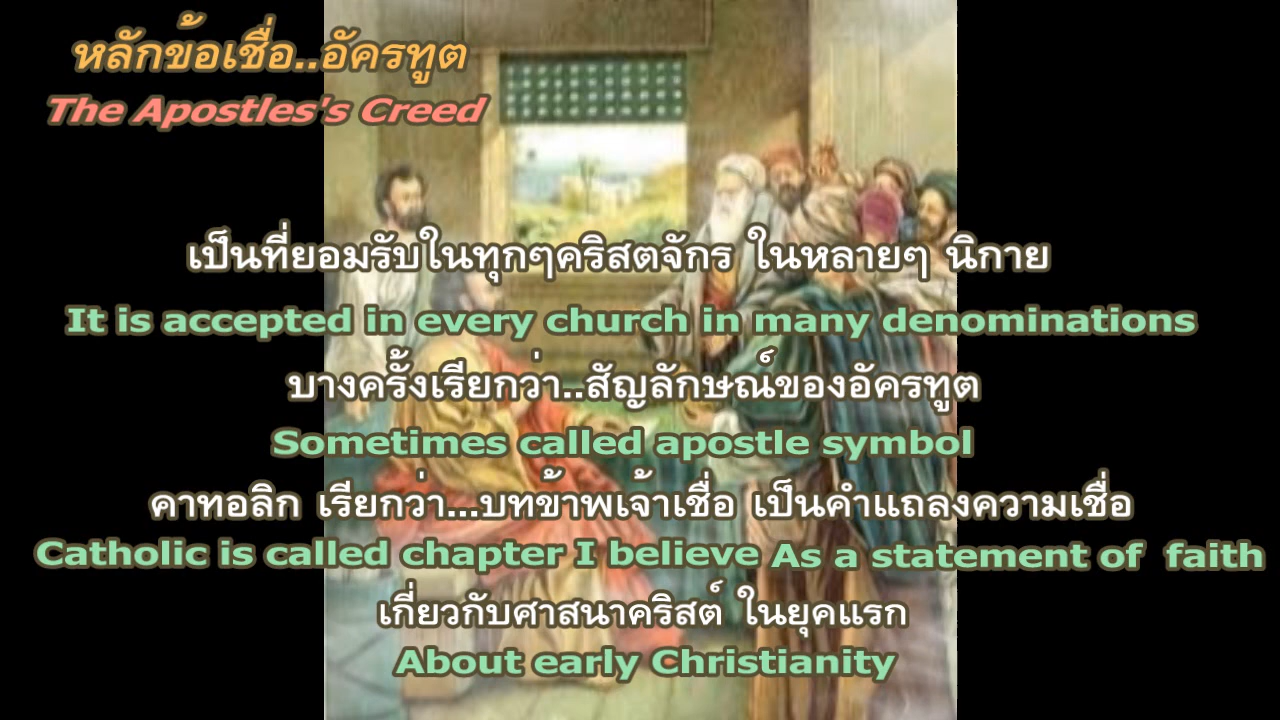 หลักข้อเชื่อ..อัครทูต
The Apostles's Creed
เป็นที่ยอมรับในทุกๆคริสตจักร ในหลายๆ นิกาย
It is accepted in every church in many denominations
บางครั้งเรียกว่า..สัญลักษณ์ของอัครทูต
Sometimes called apostle symbol
คาทอลิก เรียกว่า...บทข้าพเจ้าเชื่อ เป็นคำแถลงความเชื่อ
Catholic is called chapter I believe As a statement of faith
เกี่ยวกับศาสนาคริสต์ ในยุคแรก
About early Christianity